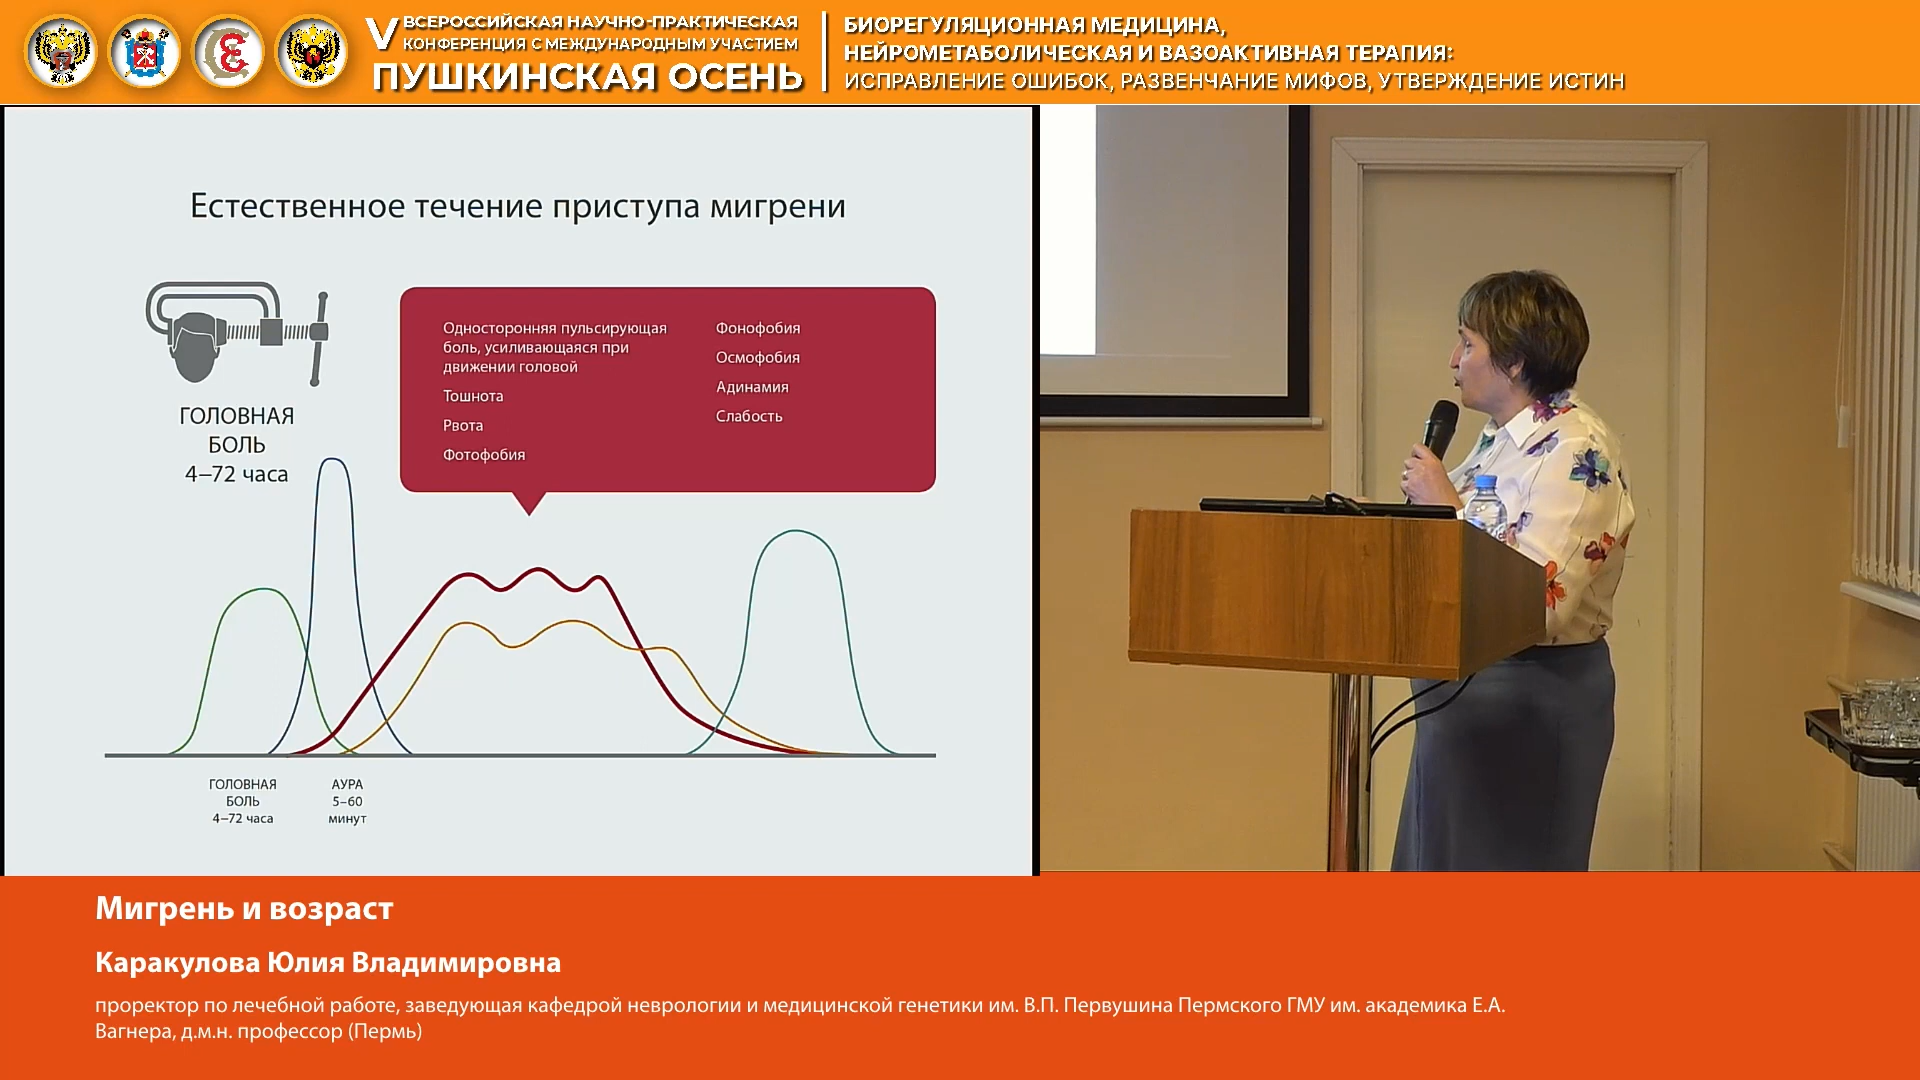 V ВСЕРОССИЙСКАЯ НАУЧНО-ПРАКТИЧЕСКАЯ
КОНФЕРЕНЦИЯ С МЕЖДУНАРОДНЫМ УЧАСТИЕМ
ПУШКИНСКАЯ ОСЕНЬ
БИОРЕГУЛЯЦИОННАЯ МЕДИЦИНА,
НЕЙРОМЕТАБОЛИЧЕСКАЯ И ВАЗОАКТИВНАЯ ТЕРАПИЯ:
ИСПРАВЛЕНИЕ ОШИБОК, РАЗВЕНЧАНИЕ МИФОВ, УТВЕРЖДЕНИЕ ИСТИН
Естественное течение приступа мигрени
ГОЛОВНАЯ
БОЛЬ
4–72 часа
Односторонняя пульсирующая
боль, усиливающаяся при
движении головой
Тошнота
Рвота
Фотофобия
Фонофобия
Осмофобия
Адинамия
Слабость
ГОЛОВНАЯ
БОЛЬ
4–72 часа
АУРА
5–60
минут
Мигрень и возраст
Каракулова Юлия Владимировна
проректор по лечебной работе, заведующая кафедрой неврологии и медицинской генетики им. В.П. Первушина Пермского ГМУ им. академика Е.А.
Вагнера, д.м.н. профессор (Пермь)